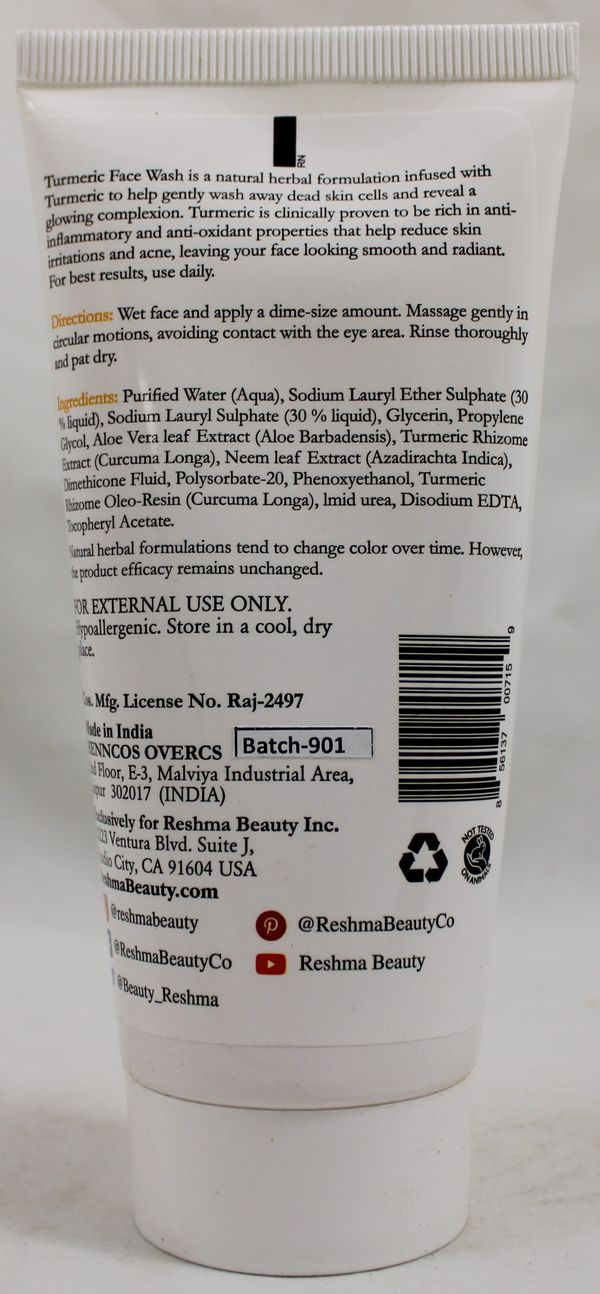 RN
Turmeric Face Wash is a natural herbal formulation infused with
Turmeric to help gently wash away dead skin cells and reveal a
glowing complexion. Turmeric is clinically proven to be rich in anti-
inflammatory and anti-oxidant properties that help reduce skin
irritations and acne, leaving your face looking smooth and radiant.
For best results, use daily.
Directions: Wet face and apply a dime-size amount. Massage gently in
circular motions, avoiding contact with the eye area. Rinse thoroughly
and pat dry.
Ingredients: Purified Water (Aqua), Sodium Lauryl Ether Sulphate (30
% liquid), Sodium Lauryl Sulphate (30 % liquid), Glycerin, Propylene
Glycol, Aloe Vera leaf Extract (Aloe Barbadensis), Turmeric Rhizome
Extract (Curcuma Longa), Neem leaf Extract (Azadirachta Indica),
Dimethicone Fluid, Polysorbate-20, Phenoxyethanol, Turmeric
Rhizome Oleo-Resin (Curcuma Longa), lmid urea, Disodium EDTA,
Tocopheryl Acetate.
Natural herbal formulations tend to change color over time. However,
the product efficacy remains unchanged.
FOR EXTERNAL USE ONLY.
Hypoallergenic. Store in a cool, dry
place.
Mfg. License No. Raj-2497
Made in India
OVERCS Batch-901
Floor, E-3, Malviya Industrial Area,
302017 (INDIA)
for Reshma Beauty Inc.
Ventura Blvd. Suite J,
City, CA 91604 USA
ReshmaBeauty.com
@reshmabeauty
@ReshmaBeautyCo
@Beauty_Reshma
@ReshmaBeautyCo
Reshma Beauty
8 56137 00715 9
NOT TESTED
ON ANIMALS